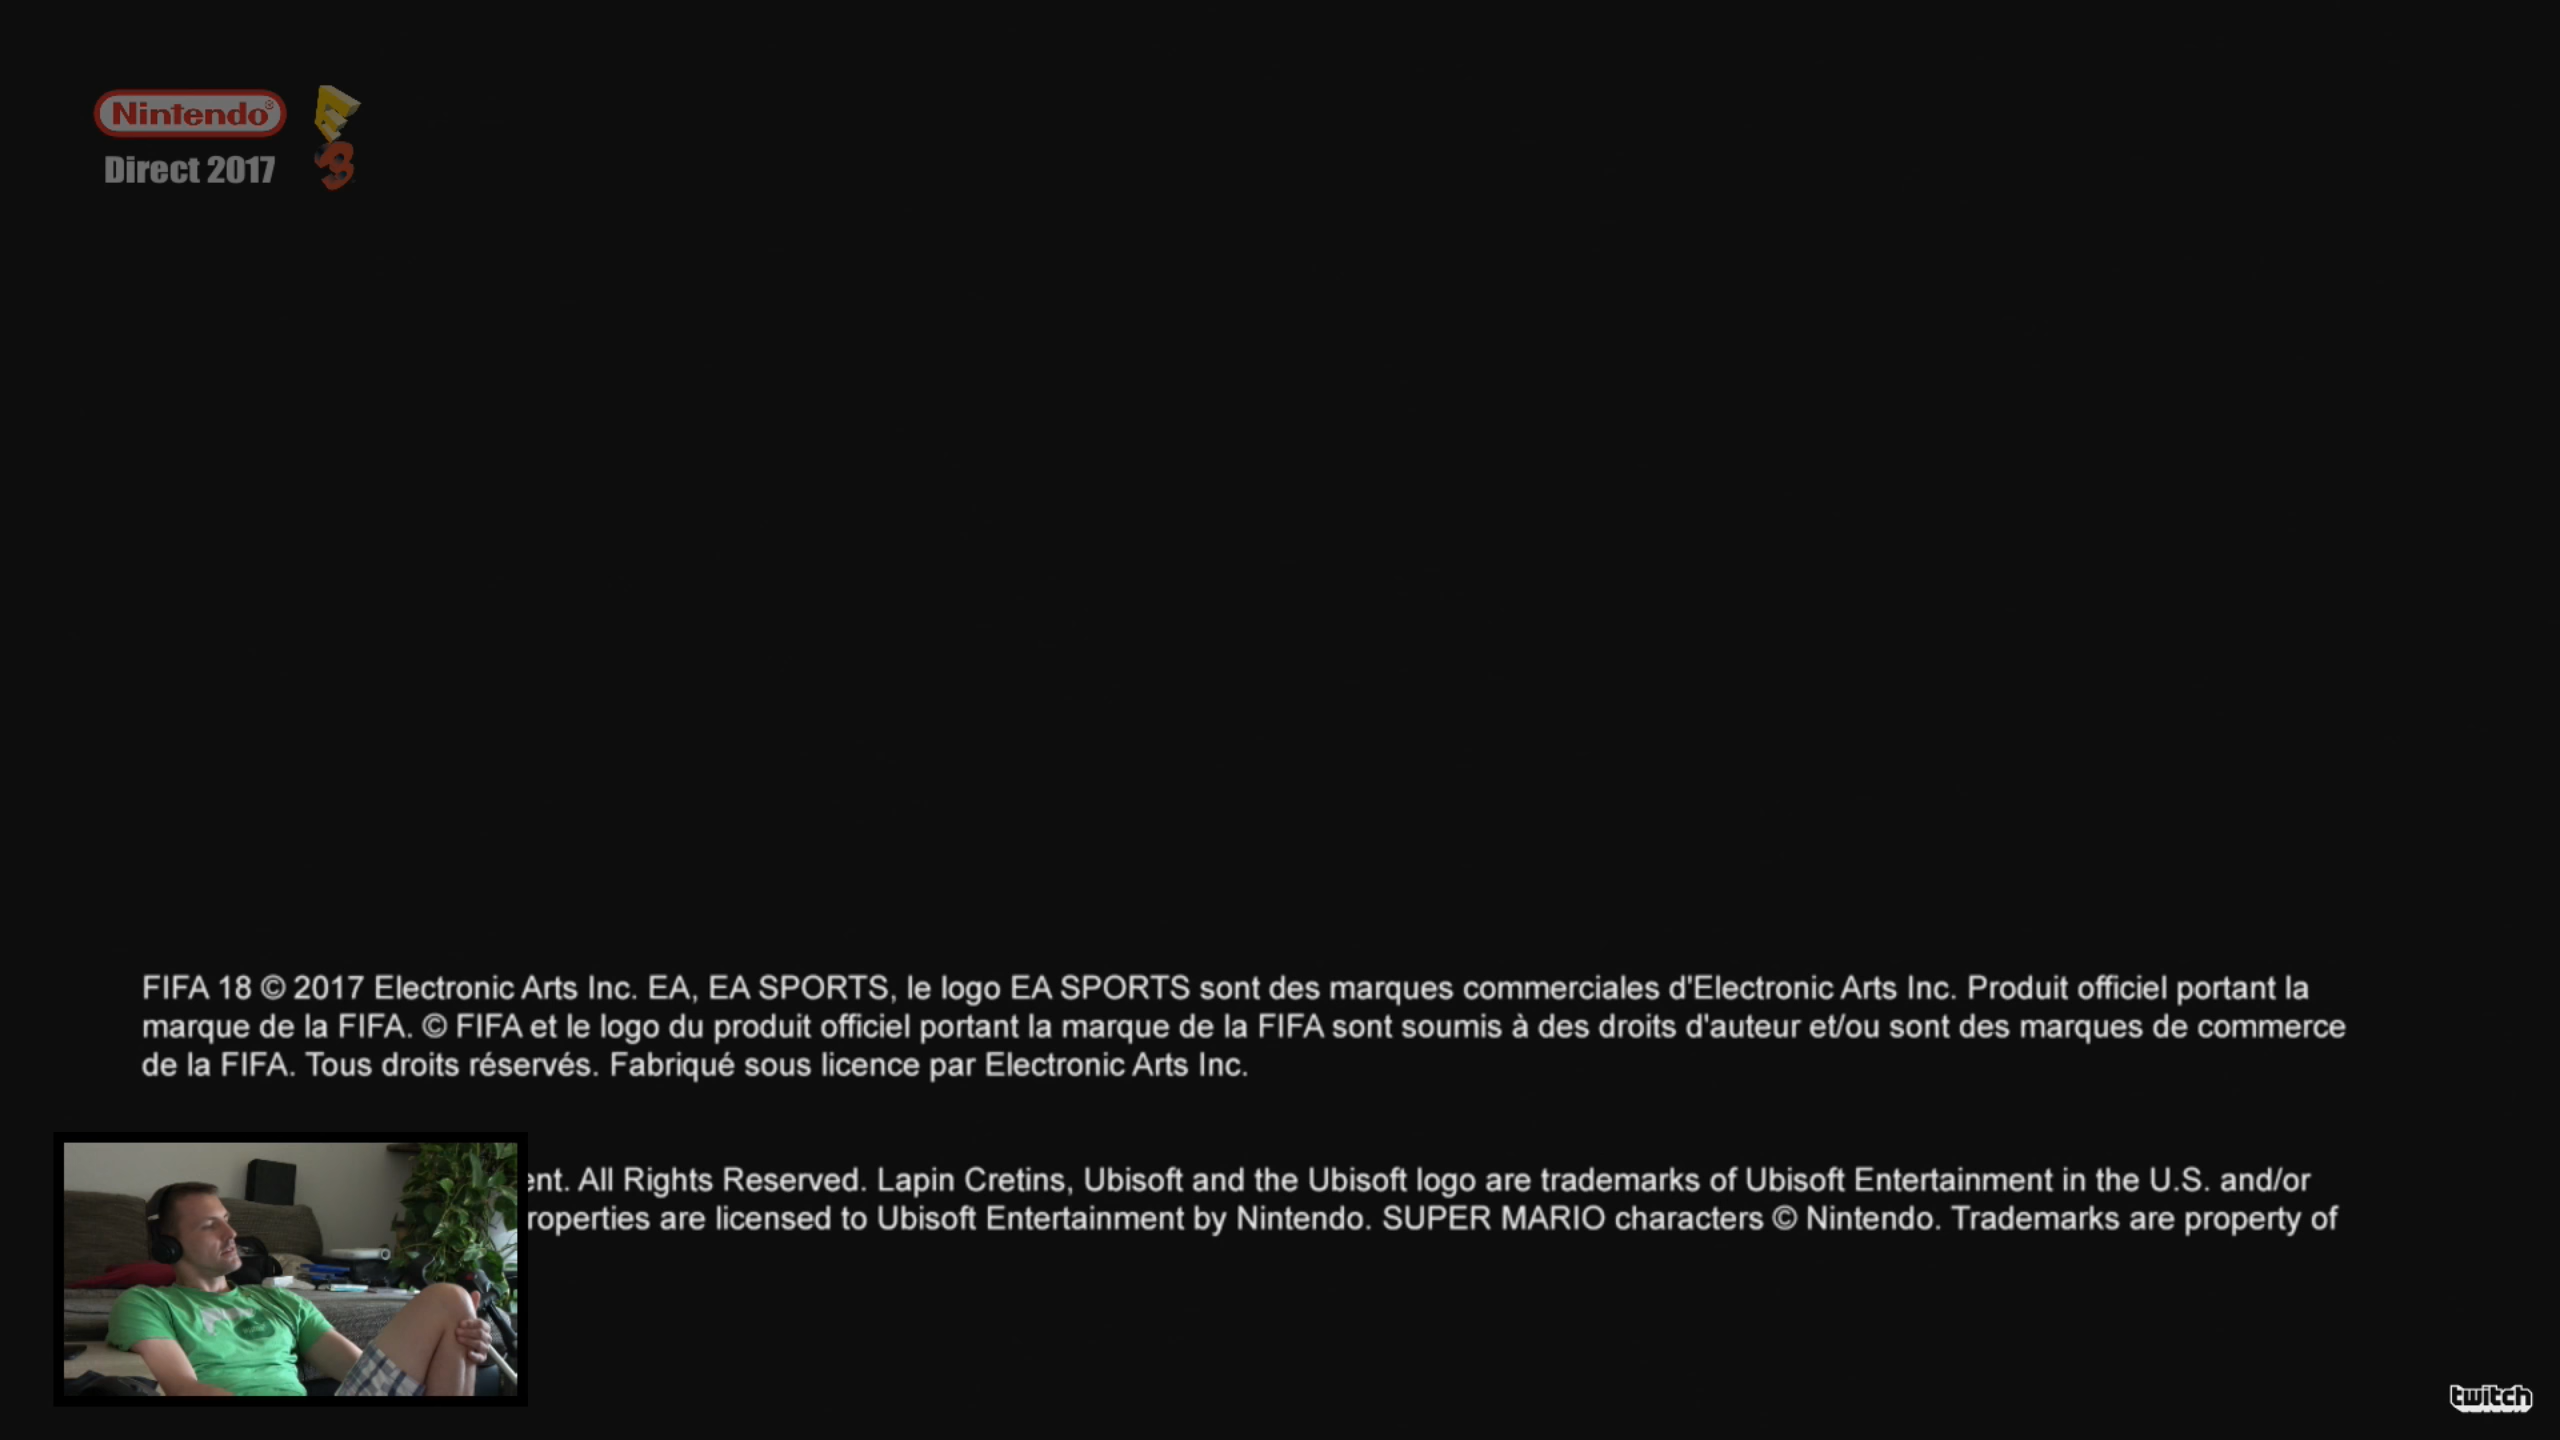 Nintendo®
Direct 2017
E3
FIFA 18 © 2017 Electronic Arts Inc. EA, EA SPORTS, le logo EA SPORTS sont des marques commerciales d'Electronic Arts Inc. Produit officiel portant la
marque de la FIFA. © FIFA et le logo du produit officiel portant la marque de la FIFA sont soumis à des droits d'auteur et/ou sont des marques de commerce
de la FIFA. Tous droits réservés. Fabriqué sous licence par Electronic Arts Inc.
All Rights Reserved. Lapin Cretins, Ubisoft and the Ubisoft logo are trademarks of Ubisoft Entertainment in the U.S. and/or
are licensed to Ubisoft Entertainment by Nintendo. SUPER MARIO characters © Nintendo. Trademarks are property of
twitch